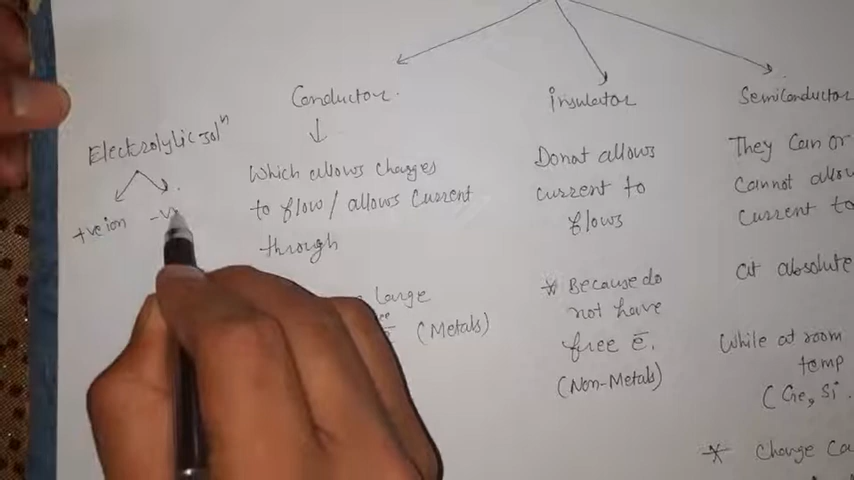 Conductor
Which allows charges
to flow / allows Current
through
Large
(Metals)
Electrolylic solⁿ
+ve ion
-v
insulator
Donot allows
current to
flows
* Because do
not have
free e̅.
(Non-Metals)
Semiconductor
They Can or
Cannot allow
Current to
at absolute
While at room
temp
(Ge, Si
* Charge Ca